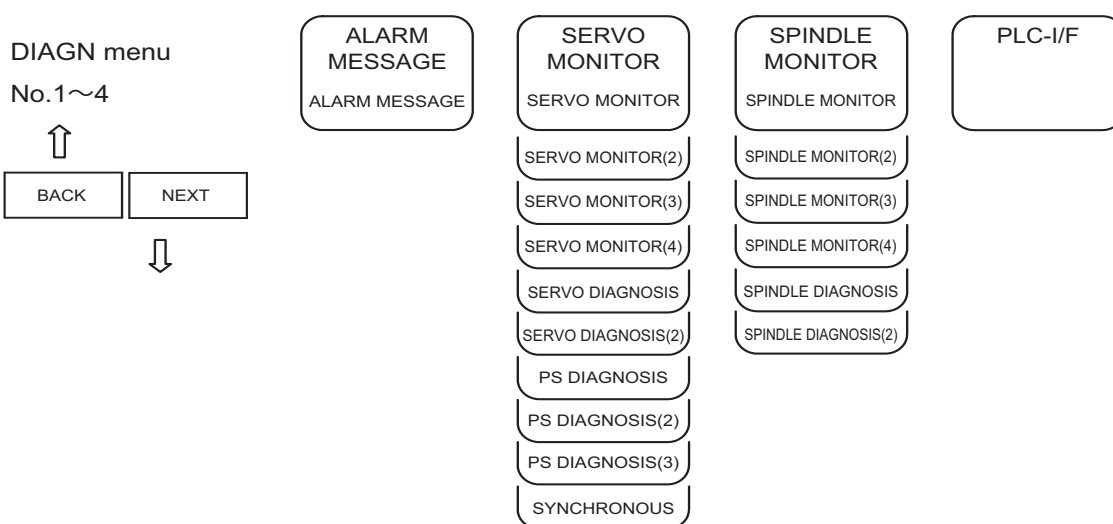 DIAGN menu
No.1～4
BACK
NEXT
ALARM
MESSAGE
ALARM MESSAGE
SERVO
MONITOR
SERVO MONITOR
SERVO MONITOR(2)
SERVO MONITOR(3)
SERVO MONITOR(4)
SERVO DIAGNOSIS
SERVO DIAGNOSIS(2)
PS DIAGNOSIS
PS DIAGNOSIS(2)
PS DIAGNOSIS(3)
SYNCHRONOUS
SPINDLE
MONITOR
SPINDLE MONITOR
SPINDLE MONITOR(2)
SPINDLE MONITOR(3)
SPINDLE MONITOR(4)
SPINDLE DIAGNOSIS
SPINDLE DIAGNOSIS(2)
PLC-I/F